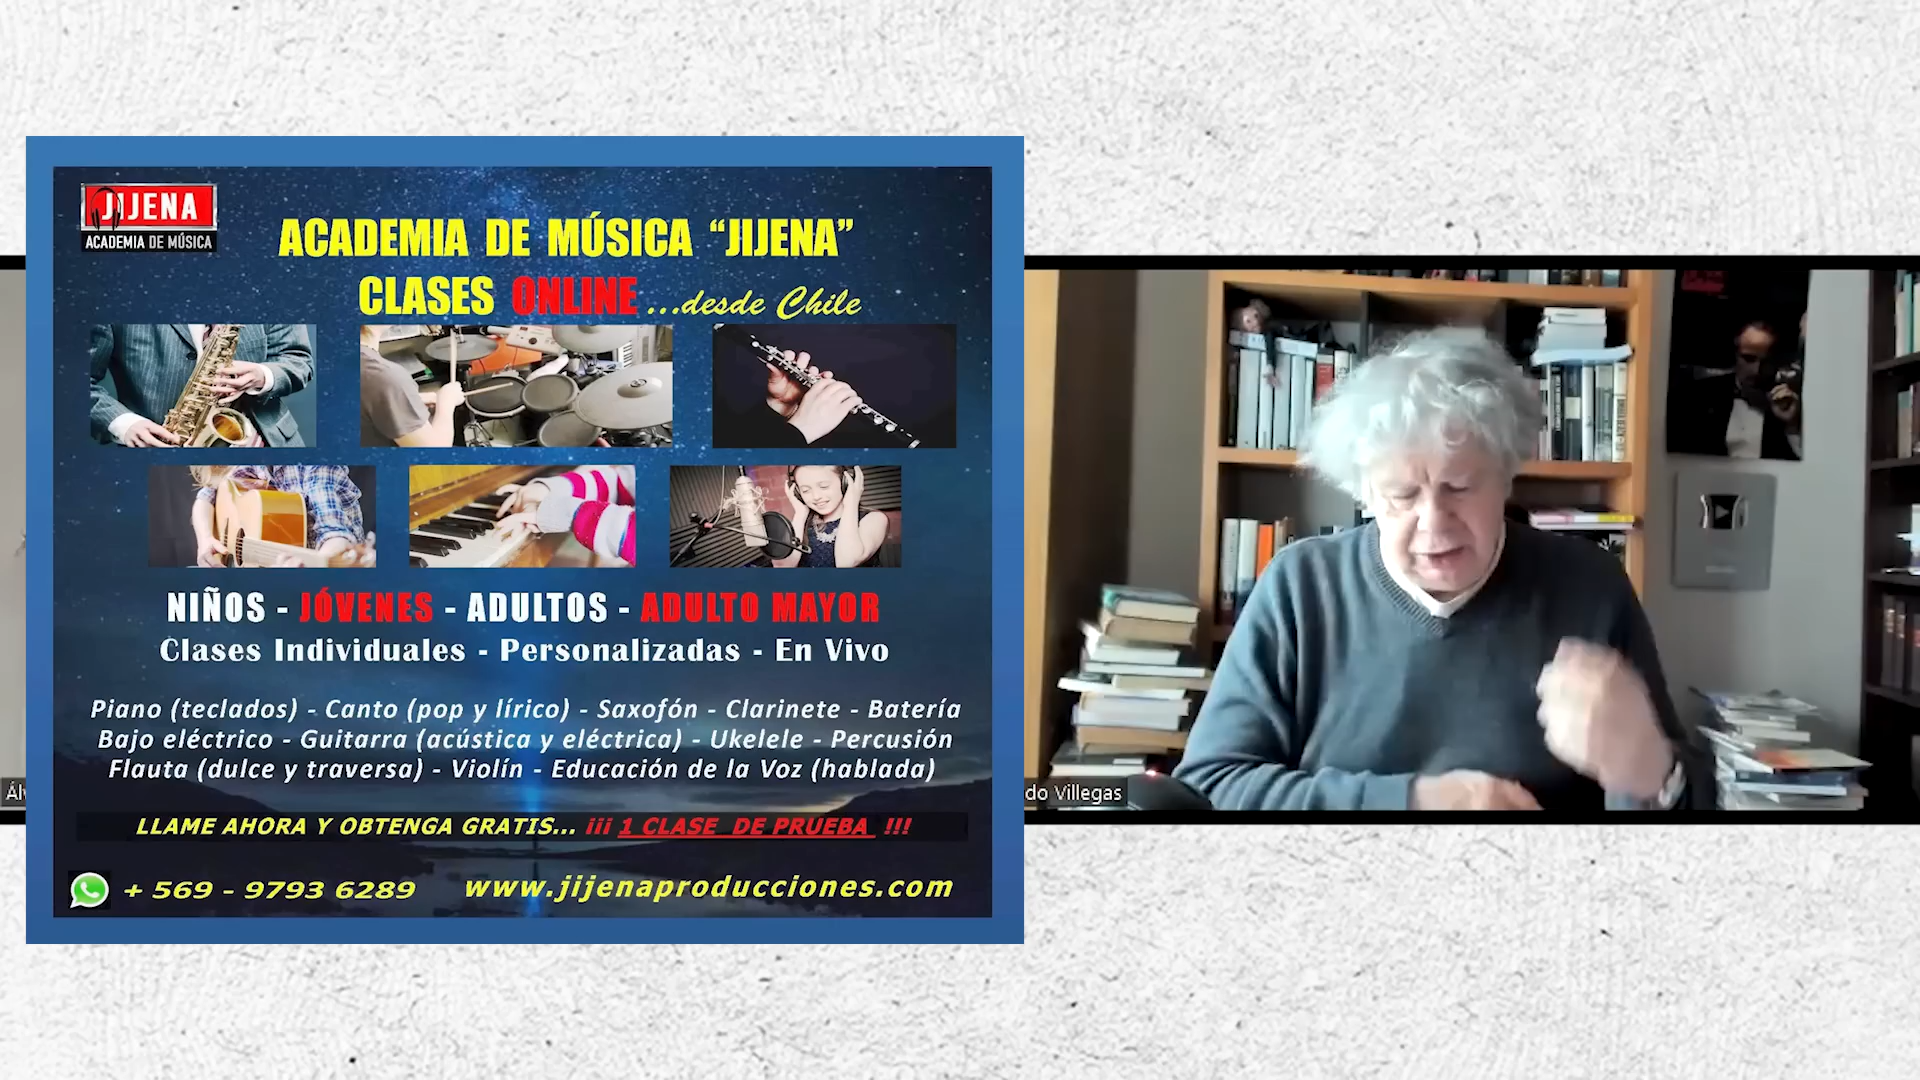 JIJENA
ACADEMIA DE MÚSICA
ACADEMIA DE MÚSICA “JIJENA”
CLASES ONLINE ...desde Chile
NIÑOS - JÓVENES - ADULTOS - ADULTO MAYOR
Clases Individuales - Personalizadas - En Vivo
Piano (teclados) - Canto (pop y lírico) - Saxofón - Clarinete - Batería
Bajo eléctrico - Guitarra (acústica y eléctrica) - Ukelele - Percusión
Flauta (dulce y traversa) - Violín - Educación de la Voz (hablada)
LLAME AHORA Y OBTENGA GRATIS... ¡¡¡ 1 CLASE DE PRUEBA !!!
+ 569 - 9793 6289
www.jijenaproducciones.com
Ál
do Villegas